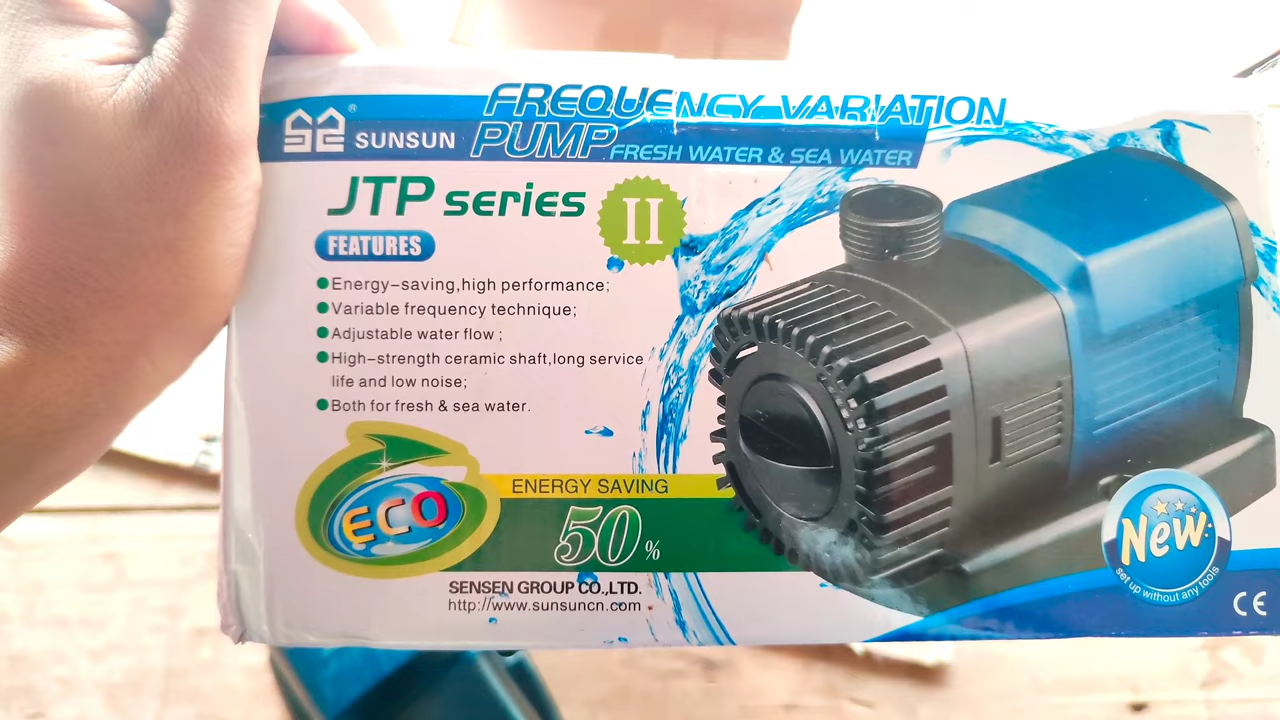 FREQUENCY VARIATION
PUMP FRESH WATER & SEA WATER
® SUNSUN
JTP series II
FEATURES
Energy-saving,high performance;
Variable frequency technique;
Adjustable water flow ;
High-strength ceramic shaft,long service
life and low noise;
Both for fresh & sea water.
ECO
ENERGY SAVING
50%
SENSEN GROUP CO.,LTD.
http://www.sunsuncn.com
New
set up without any tools
CE